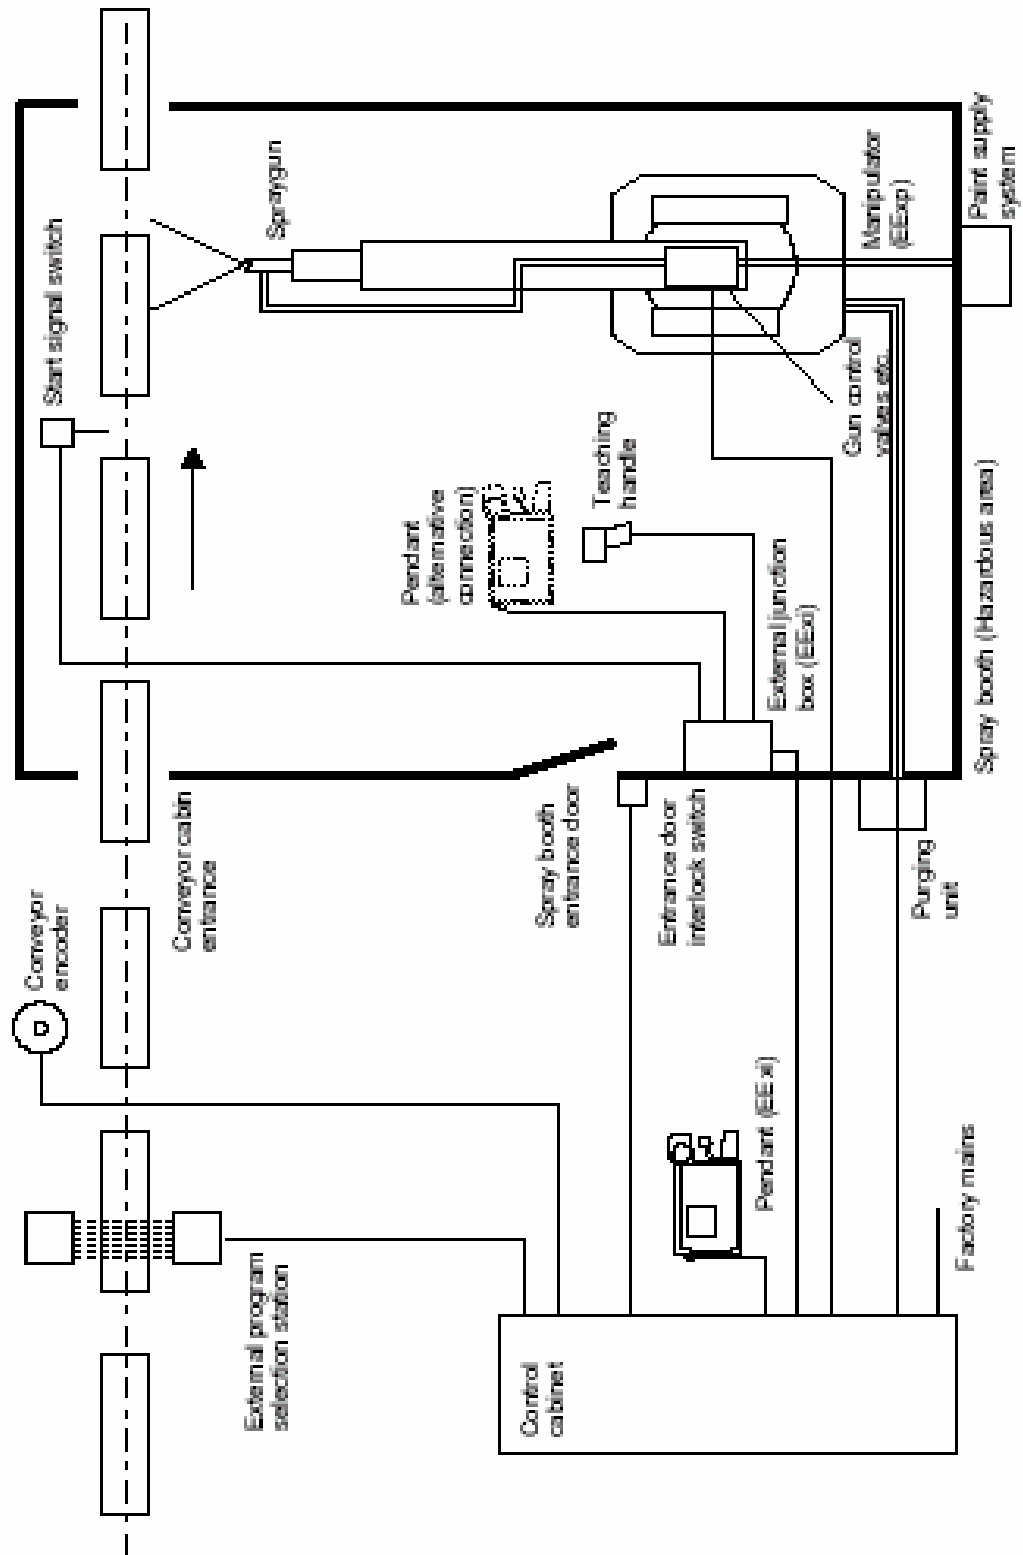 Start signal switch
Spraygun
Manipulator
(EExp)
Paint supply
system
Gun control
valves etc.
Teaching
handle
Pendant
(alternative
connection)
External junction
box (EExi)
Spray booth (Hazardous area)
Conveyor cabin
entrance
Spray booth
entrance door
Entrance door
interlock switch
Purging
unit
Conveyor
encoder
Pendant (EExi)
Factory mains
External program
selection station
Control
cabinet